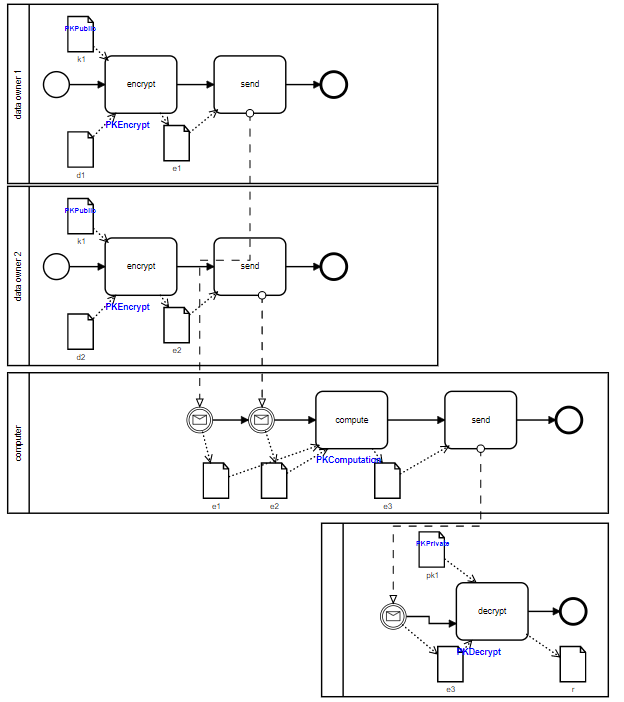 data owner 1
PKPublic
k1
encrypt
send
PKEncrypt
d1
e1
data owner 2
PKPublic
k1
encrypt
send
PKEncrypt
d2
e2
computer
compute
send
PKComputation
e1
e2
e3
PKPrivate
pk1
decrypt
PKDecrypt
e3
r